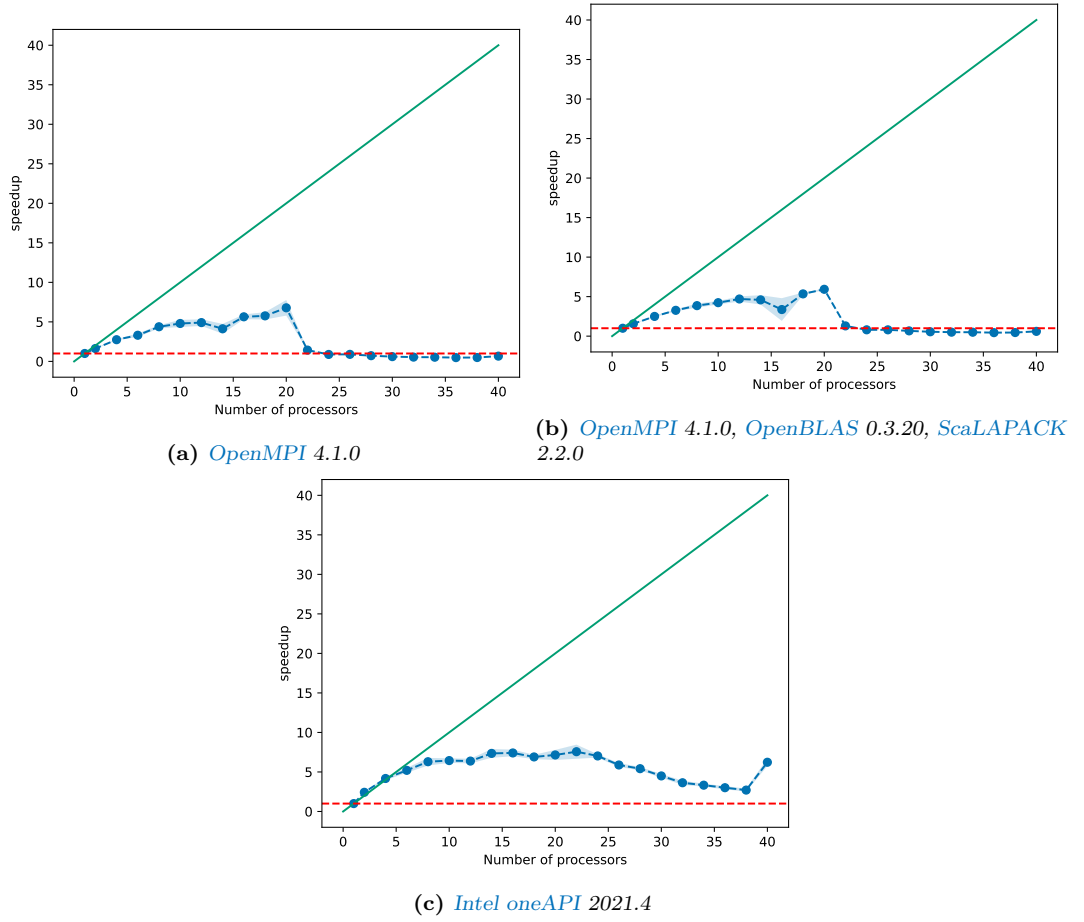 40
35
30
25
20
15
10
5
0
speedup
0 5 10 15 20 25 30 35 40
Number of processors
(a) OpenMPI 4.1.0
40
35
30
25
20
15
10
5
0
speedup
0 5 10 15 20 25 30 35 40
Number of processors
(b) OpenMPI 4.1.0, OpenBLAS 0.3.20, ScaLAPACK
2.2.0
40
35
30
25
20
15
10
5
0
speedup
0 5 10 15 20 25 30 35 40
Number of processors
(c) Intel oneAPI 2021.4